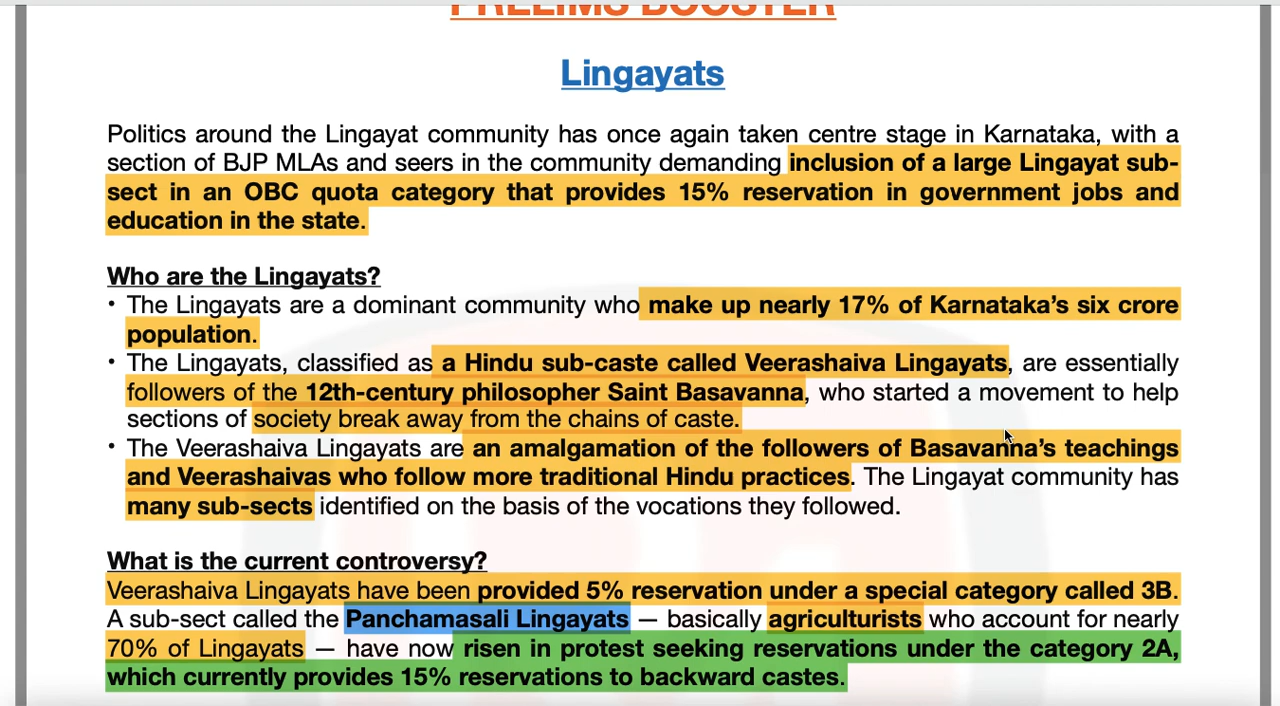 PRELIMS BOOSTER
Lingayats
Politics around the Lingayat community has once again taken centre stage in Karnataka, with a
section of BJP MLAs and seers in the community demanding inclusion of a large Lingayat sub-
sect in an OBC quota category that provides 15% reservation in government jobs and
education in the state.
Who are the Lingayats?
• The Lingayats are a dominant community who make up nearly 17% of Karnataka's six crore
population.
• The Lingayats, classified as a Hindu sub-caste called Veerashaiva Lingayats, are essentially
followers of the 12th-century philosopher Saint Basavanna, who started a movement to help
sections of society break away from the chains of caste.
• The Veerashaiva Lingayats are an amalgamation of the followers of Basavanna's teachings
and Veerashaivas who follow more traditional Hindu practices. The Lingayat community has
many sub-sects identified on the basis of the vocations they followed.
What is the current controversy?
Veerashaiva Lingayats have been provided 5% reservation under a special category called 3B.
A sub-sect called the Panchamasali Lingayats — basically agriculturists who account for nearly
70% of Lingayats — have now risen in protest seeking reservations under the category 2A,
which currently provides 15% reservations to backward castes.